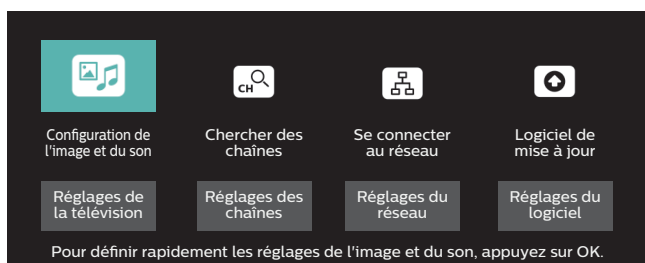 CH
Configuration de
l'image et du son
Chercher des
chaînes
Se connecter
au réseau
Logiciel de
mise à jour
Réglages de
la télévision
Réglages des
chaînes
Réglages du
réseau
Réglages du
logiciel
Pour définir rapidement les réglages de l'image et du son, appuyez sur OK.